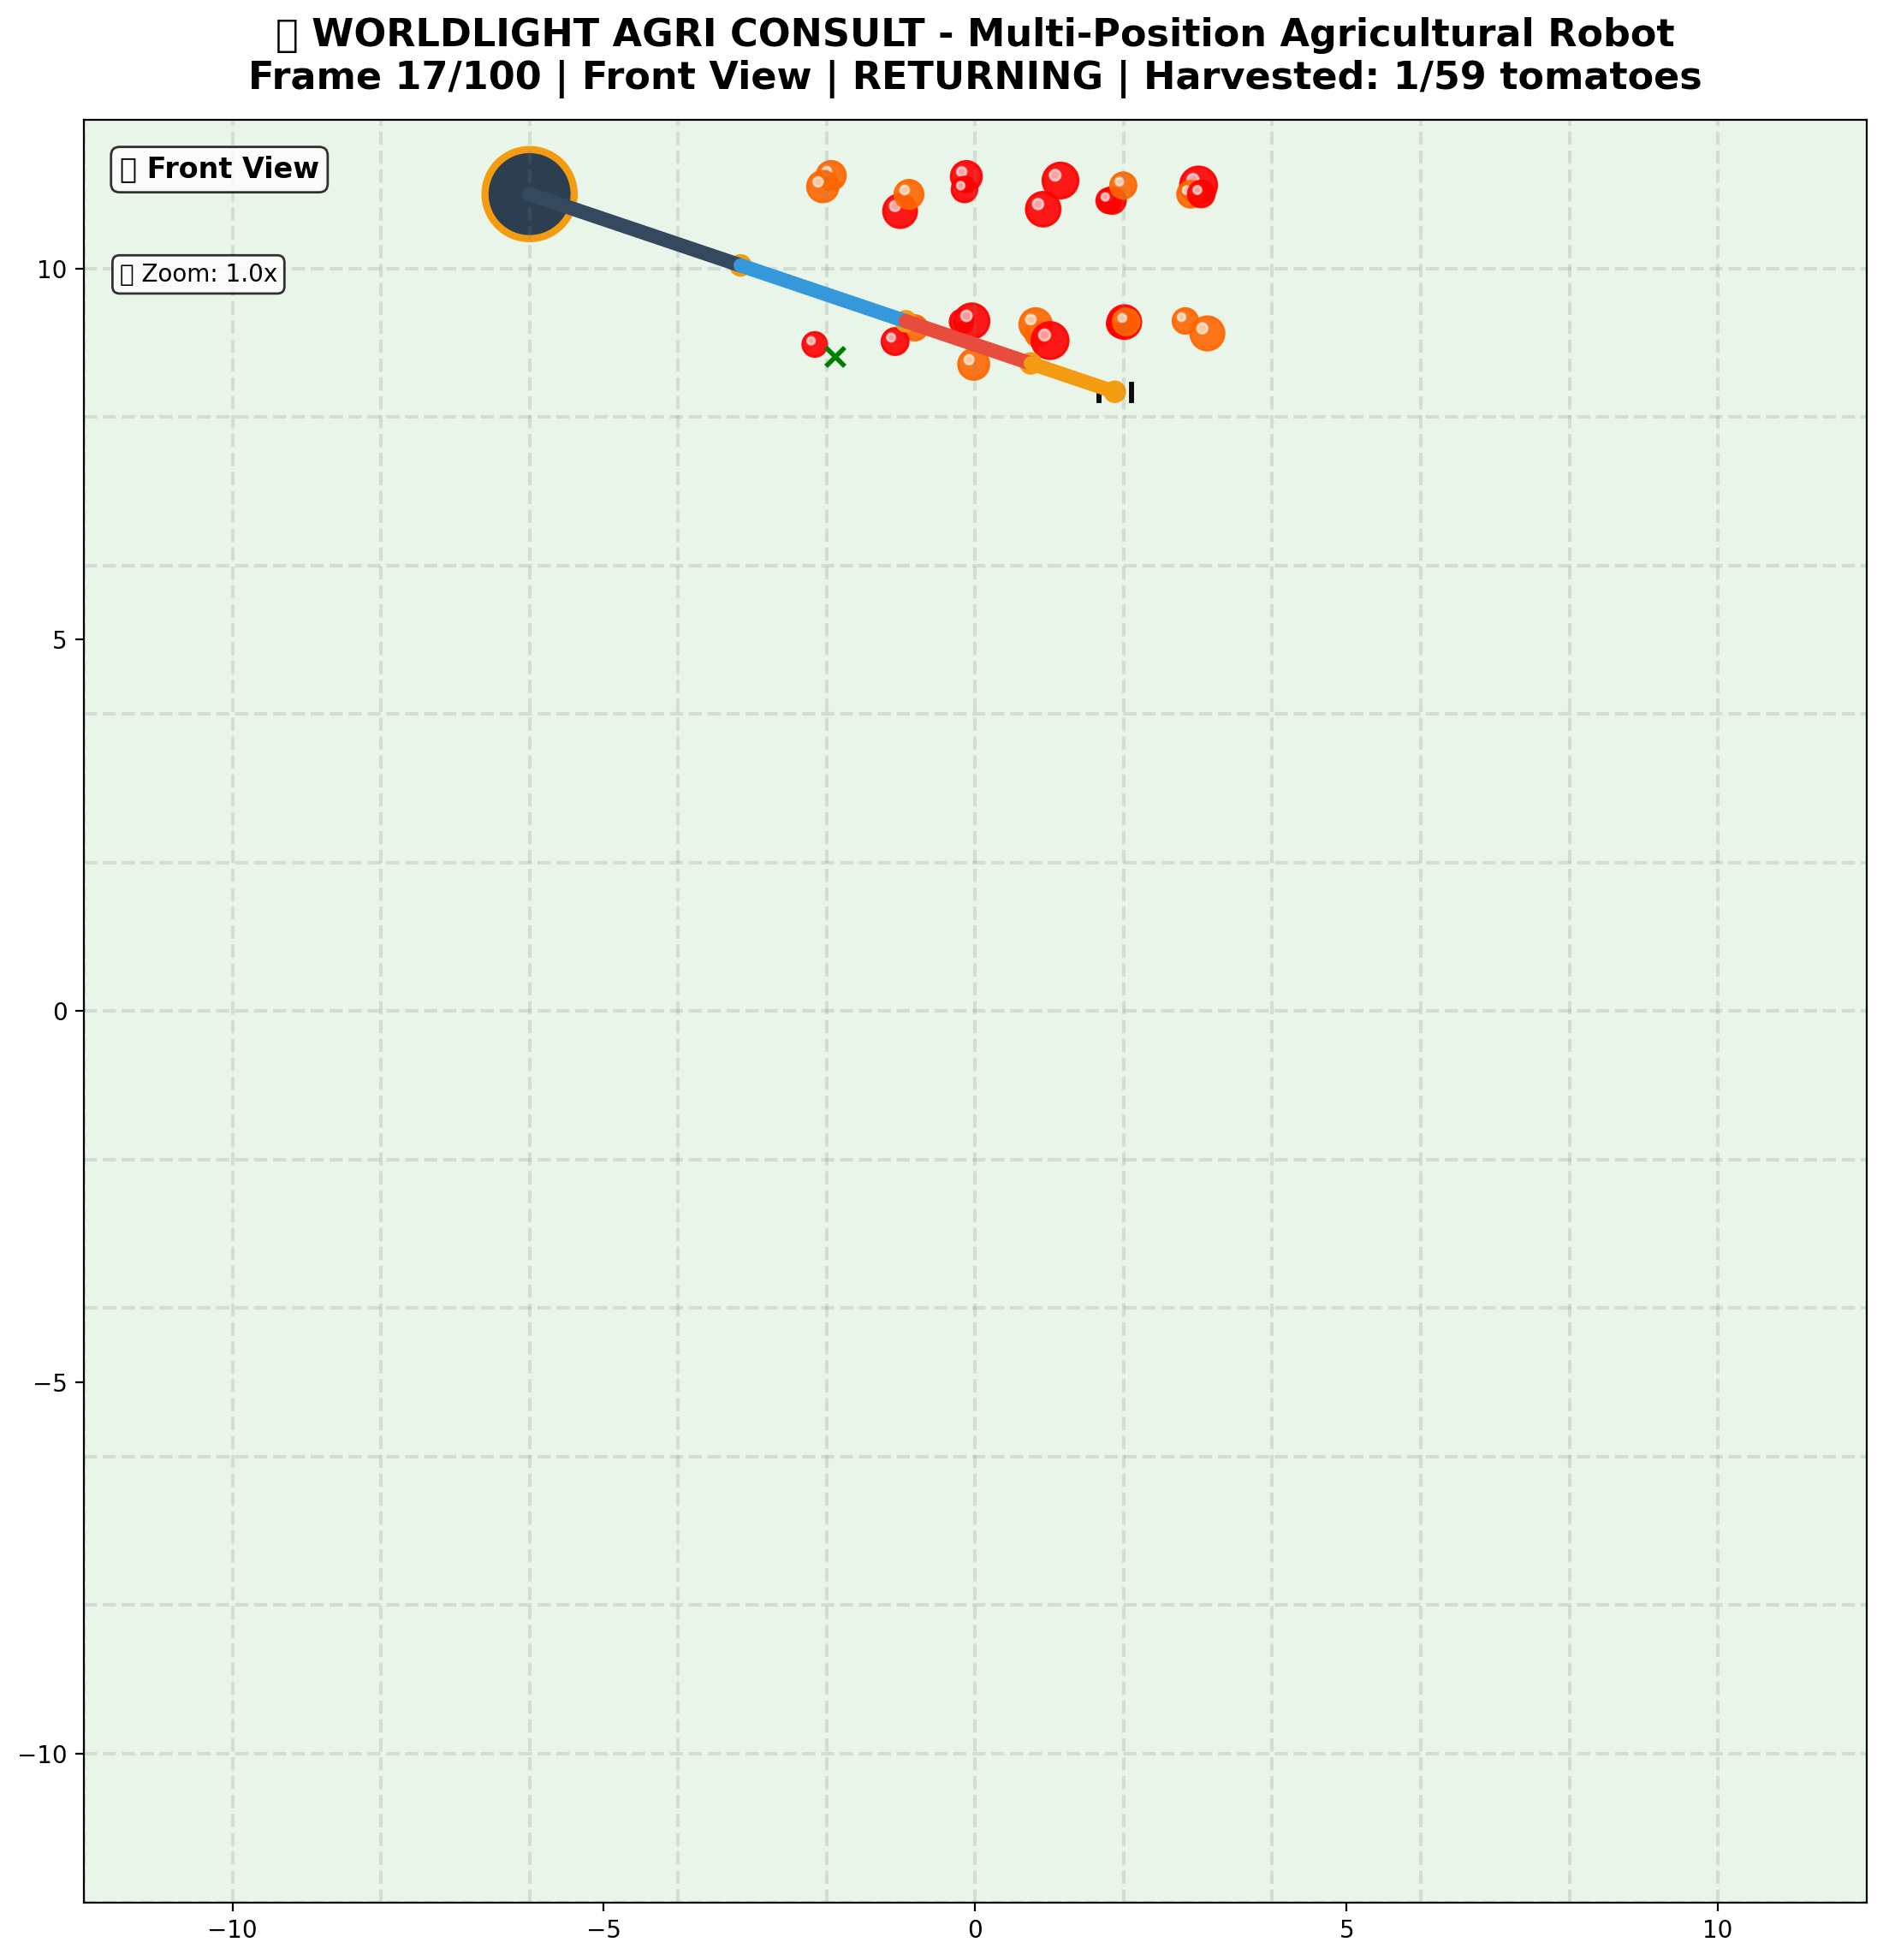 WORLDLIGHT AGRI CONSULT - Multi-Position Agricultural Robot
Frame 17/100 | Front View | RETURNING | Harvested: 1/59 tomatoes
Front View
Zoom: 1.0x
10
5
0
−5
−10
−10
−5
0
5
10